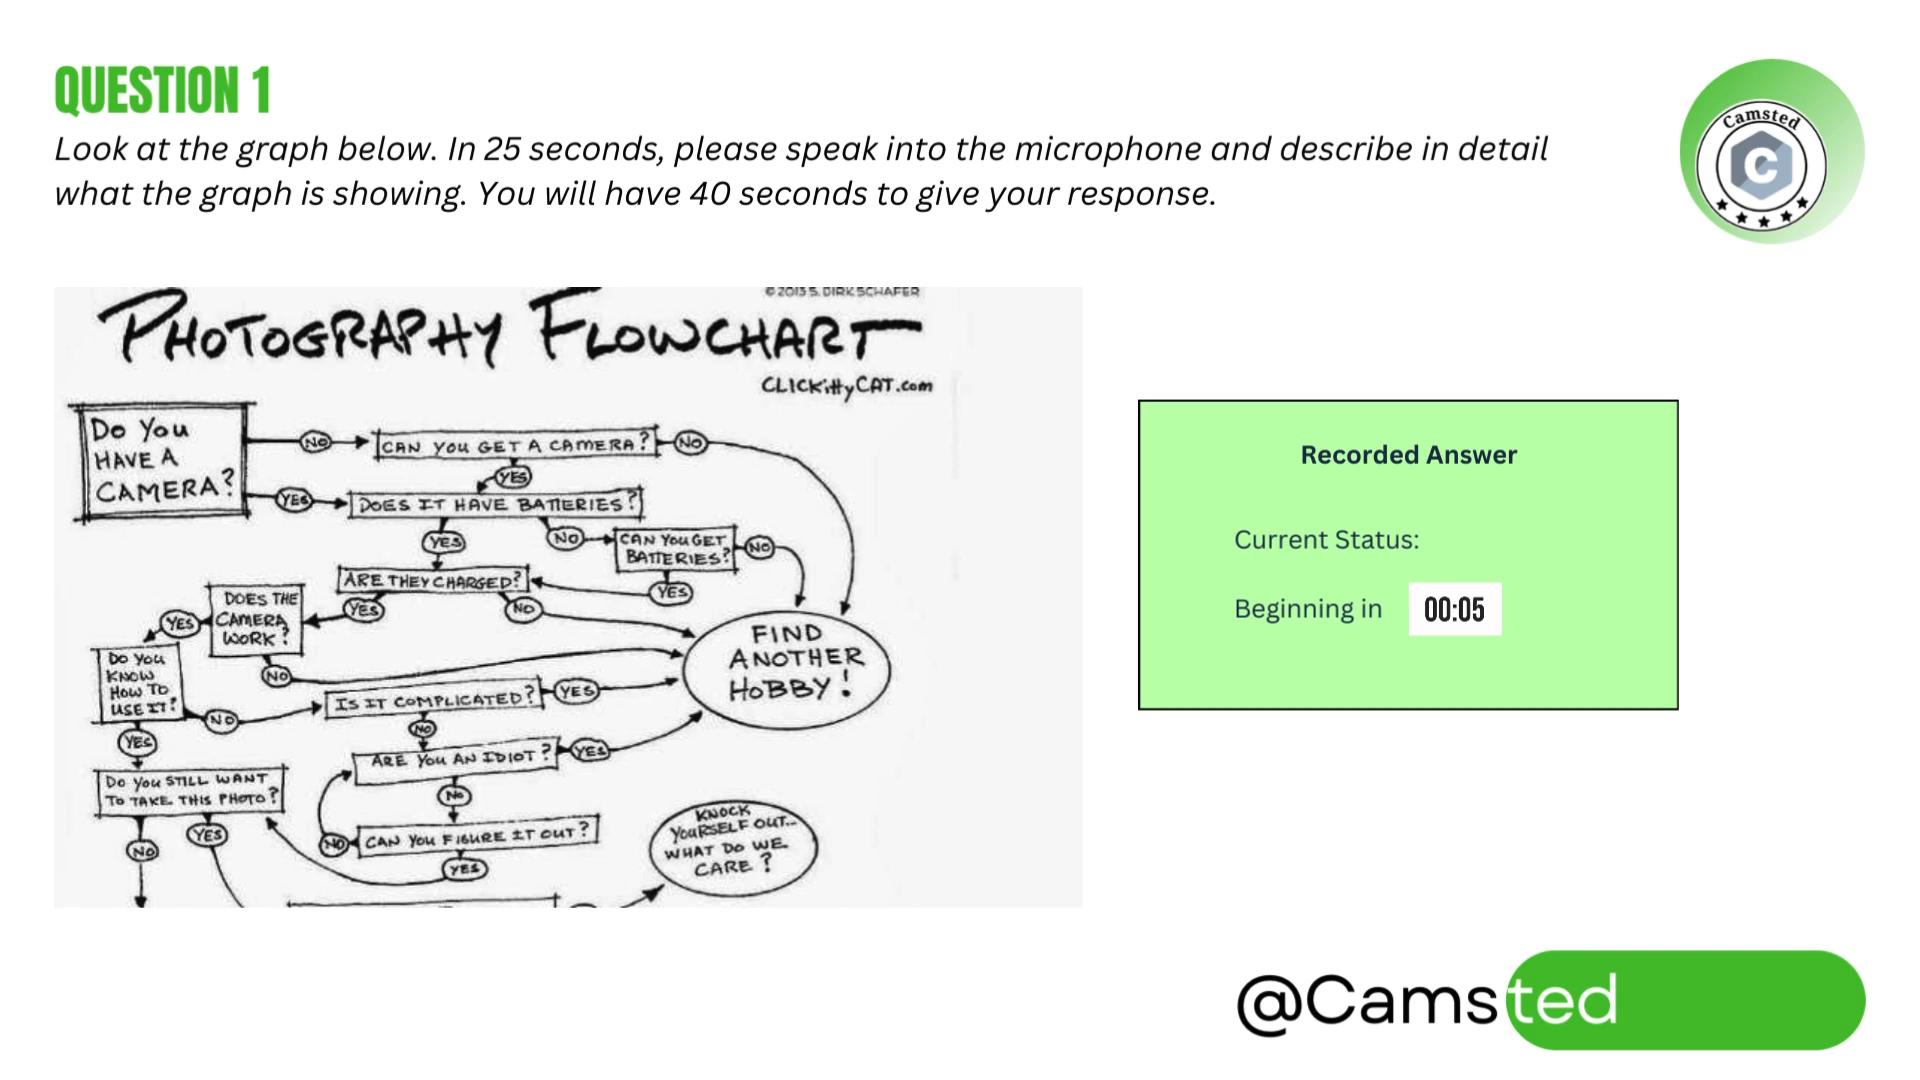 QUESTION 1
Look at the graph below. In 25 seconds, please speak into the microphone and describe in detail
what the graph is showing. You will have 40 seconds to give your response.
Camsted
C
© 2013 S. DIRK SCHAFER
PHOTOGRAPHY FLOWCHART
CLICKittyCAT.com
DO YOU
HAVE A
CAMERA?
NO
CAN YOU GET A CAMERA?
NO
YES
YES
DOES IT HAVE BATTERIES?
YES
NO
CAN YOU GET
BATTERIES?
NO
YES
ARE THEY CHARGED?
YES
NO
DOES THE
CAMERA
WORK?
YES
NO
FIND
ANOTHER
HOBBY!
DO YOU
KNOW
HOW TO
USE IT?
NO
YES
IS IT COMPLICATED?
YES
NO
ARE YOU AN IDIOT?
YES
NO
DO YOU STILL WANT
TO TAKE THIS PHOTO?
YES
NO
CAN YOU FIGURE IT OUT?
NO
YES
KNOCK
YOURSELF OUT...
WHAT DO WE
CARE?
Recorded Answer
Current Status:
Beginning in 00:05
@Camsted